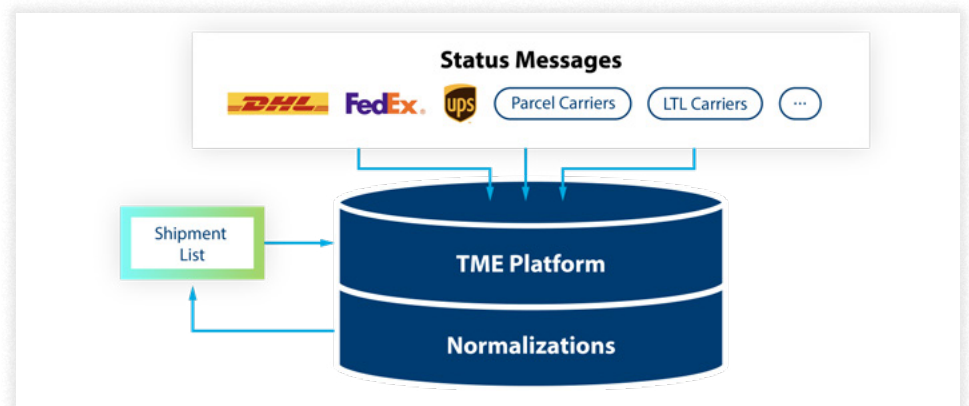 Status Messages
DHL FedEx. ups Parcel Carriers LTL Carriers ...
Shipment
List
TME Platform
Normalizations